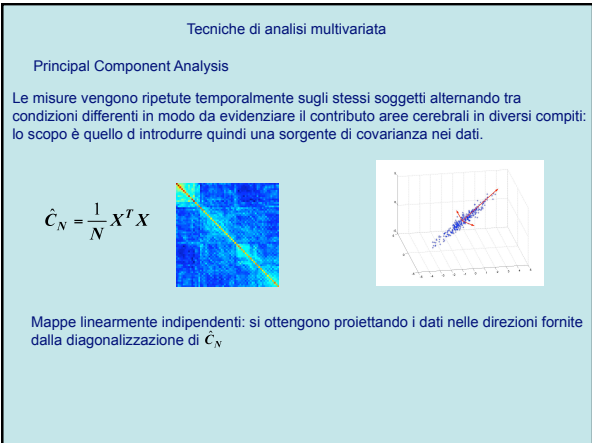 Tecniche di analisi multivariata
Principal Component Analysis
Le misure vengono ripetute temporalmente sugli stessi soggetti alternando tra
condizioni differenti in modo da evidenziare il contributo aree cerebrali in diversi compiti:
lo scopo è quello d introdurre quindi una sorgente di covarianza nei dati.
Ĉ_N = 1/N X^T X
Mappe linearmente indipendenti: si ottengono proiettando i dati nelle direzioni fornite
dalla diagonalizzazione di Ĉ_N